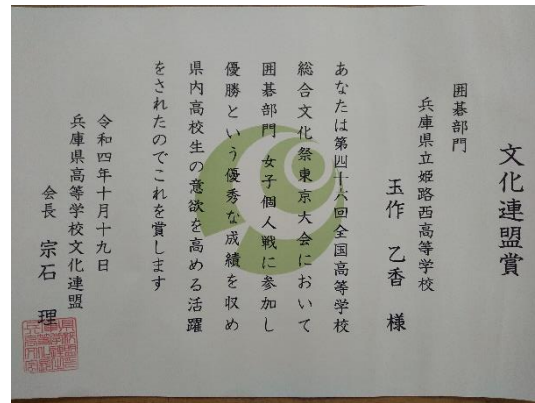 文化連盟賞
囲碁部門
兵庫県立姫路西高等学校
玉作 乙香 様
あなたは第四十六回全国高等学校
総合文化祭東京大会において
囲碁部門 女子個人戦に参加し
優勝という優秀な成績を収め
県内高校生の意欲を高める活躍
をされたのでこれを賞します
令和四年十月十九日
兵庫県高等学校文化連盟
会長 宗石 理